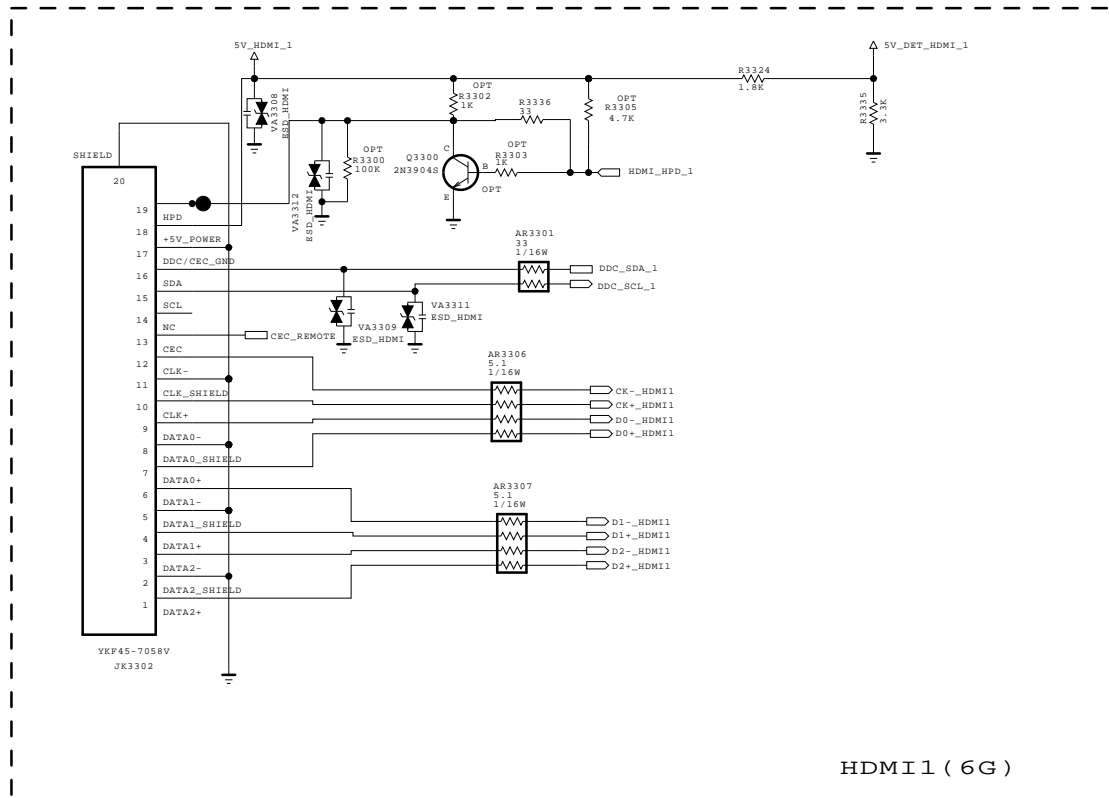 5V_HDMI_1
5V_DET_HDMI_1
R3324
1.8K
VA3308
ESD_HDMI
OPT
R3302
1K
R3336
33
OPT
R3305
4.7K
R3335
3.3K
SHIELD
20
VA3312
ESD_HDMI
OPT
R3300
100K
Q3300
2N3904S
C
B
E
OPT
OPT
R3303
1K
HDMI_HPD_1
19
HPD
18
+5V_POWER
17
DDC/CEC_GND
16
SDA
15
SCL
14
NC
13
CEC
12
CLK-
11
CLK_SHIELD
10
CLK+
9
DATA0-
8
DATA0_SHIELD
7
DATA0+
6
DATA1-
5
DATA1_SHIELD
4
DATA1+
3
DATA2-
2
DATA2_SHIELD
1
DATA2+
YKF45-7058V
JK3302
AR3301
33
1/16W
DDC_SDA_1
DDC_SCL_1
CEC_REMOTE
VA3309
ESD_HDMI
VA3311
ESD_HDMI
AR3306
5.1
1/16W
CK-_HDMI1
CK+_HDMI1
D0-_HDMI1
D0+_HDMI1
AR3307
5.1
1/16W
D1-_HDMI1
D1+_HDMI1
D2-_HDMI1
D2+_HDMI1
HDMI1(6G)